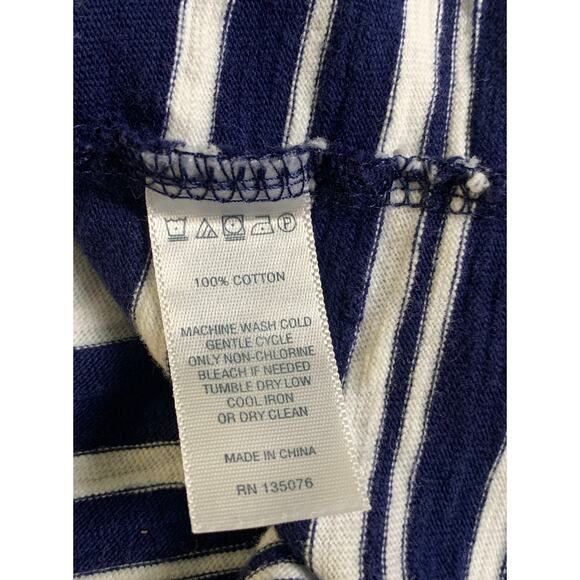 100% COTTON
MACHINE WASH COLD
GENTLE CYCLE
ONLY NON-CHLORINE
BLEACH IF NEEDED
TUMBLE DRY LOW
COOL IRON
OR DRY CLEAN
MADE IN CHINA
RN 135076